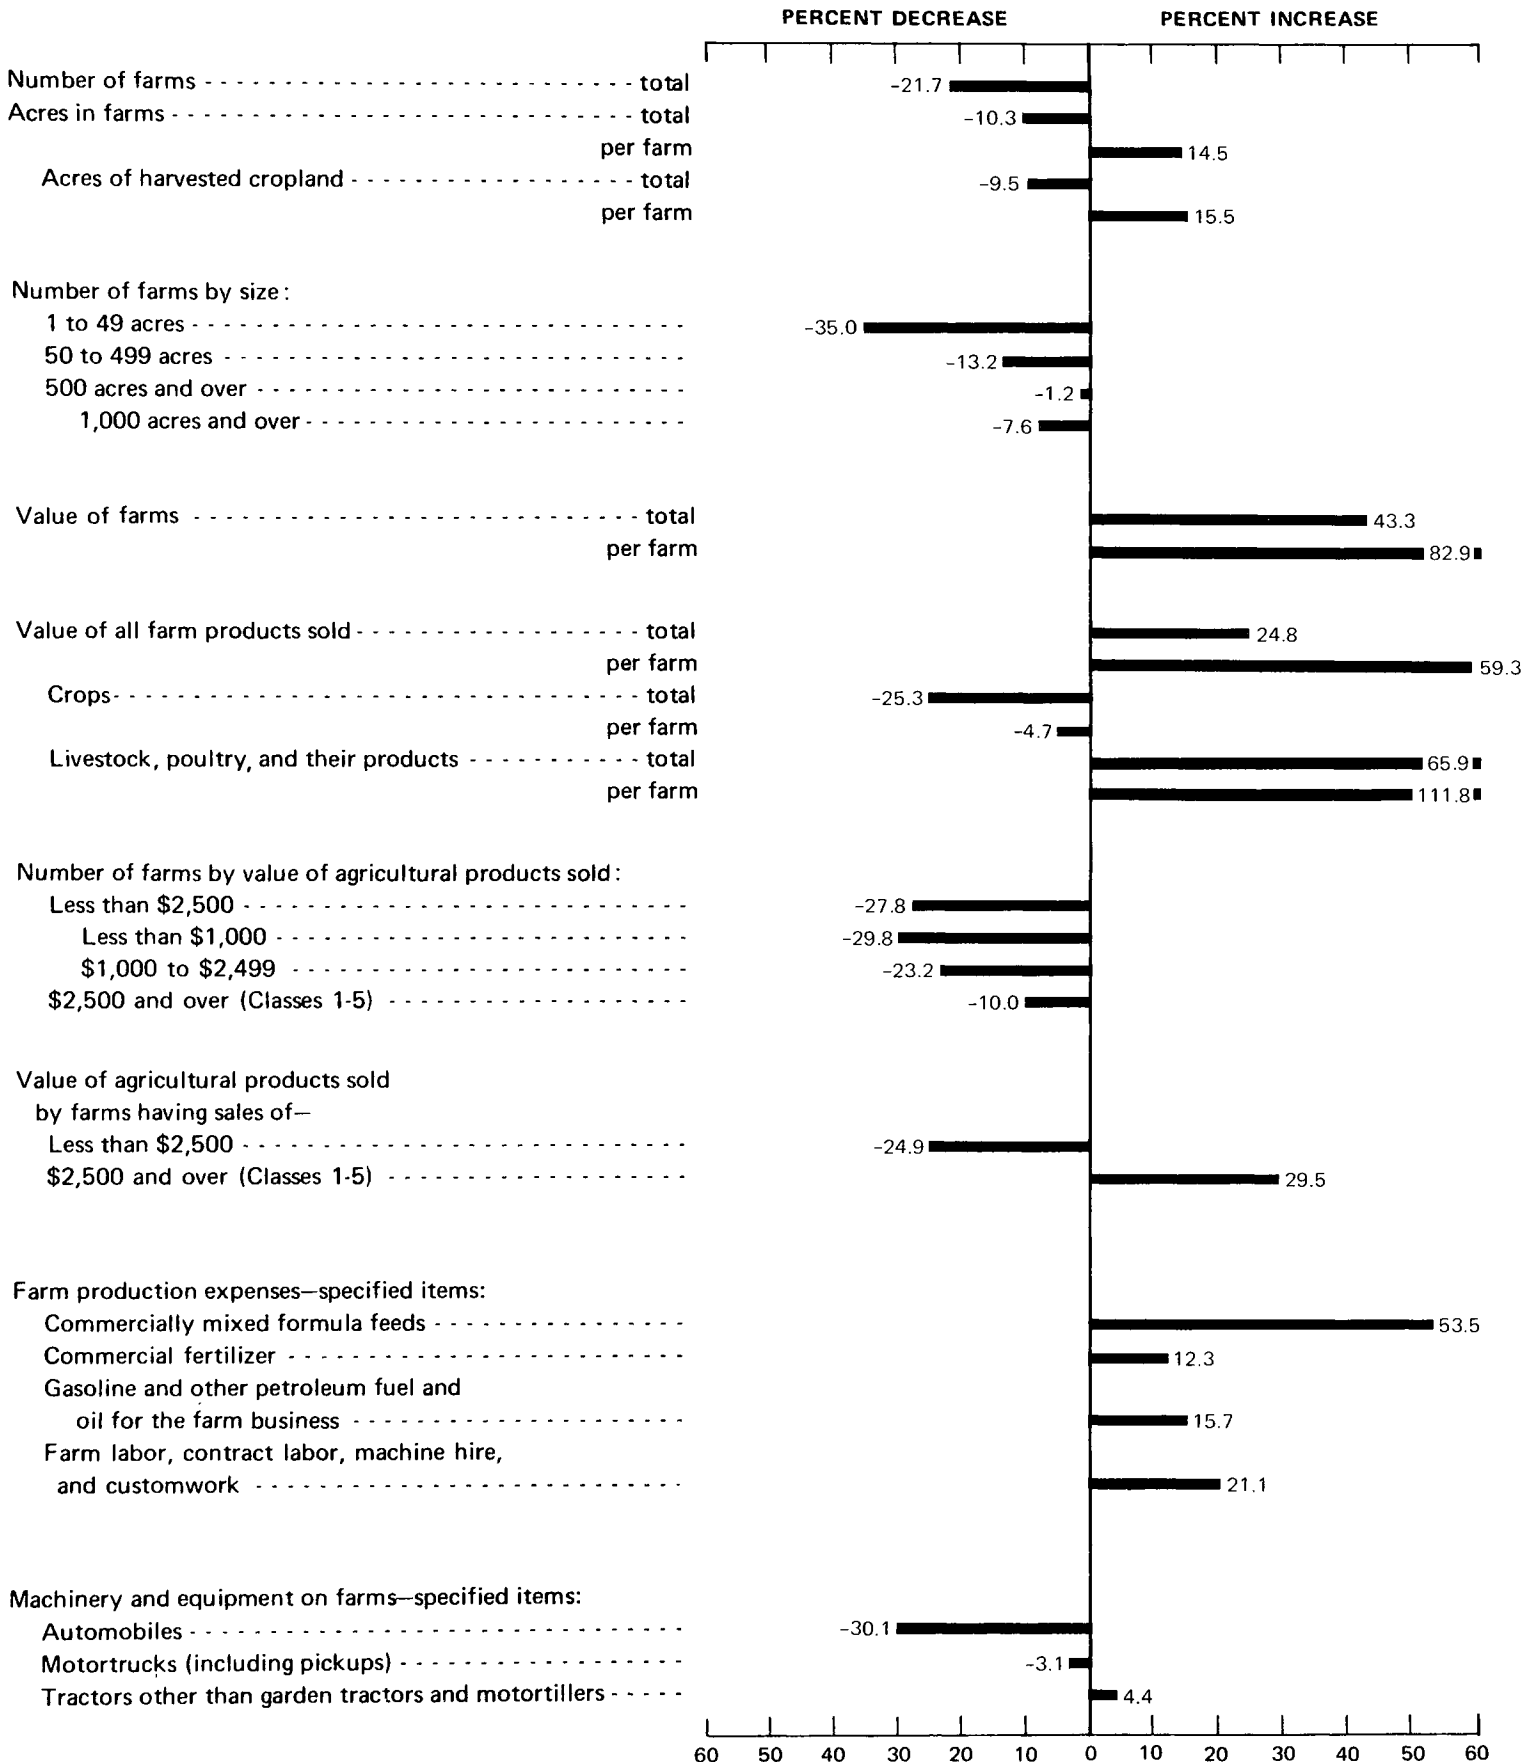 PERCENT DECREASE PERCENT INCREASE
Number of farms total -21.7
Acres in farms total -10.3
per farm 14.5
Acres of harvested cropland total -9.5
per farm 15.5
Number of farms by size:
1 to 49 acres -35.0
50 to 499 acres -13.2
500 acres and over -1.2
1,000 acres and over -7.6
Value of farms total 43.3
per farm 82.9
Value of all farm products sold total 24.8
per farm 59.3
Crops total -25.3
per farm -4.7
Livestock, poultry, and their products total 65.9
per farm 111.8
Number of farms by value of agricultural products sold:
Less than $2,500 -27.8
Less than $1,000 -29.8
$1,000 to $2,499 -23.2
$2,500 and over (Classes 1-5) -10.0
Value of agricultural products sold
by farms having sales of—
Less than $2,500 -24.9
$2,500 and over (Classes 1-5) 29.5
Farm production expenses—specified items:
Commercially mixed formula feeds 53.5
Commercial fertilizer 12.3
Gasoline and other petroleum fuel and
oil for the farm business 15.7
Farm labor, contract labor, machine hire,
and customwork 21.1
Machinery and equipment on farms—specified items:
Automobiles -30.1
Motortrucks (including pickups) -3.1
Tractors other than garden tractors and motortillers 4.4
60 50 40 30 20 10 0 10 20 30 40 50 60